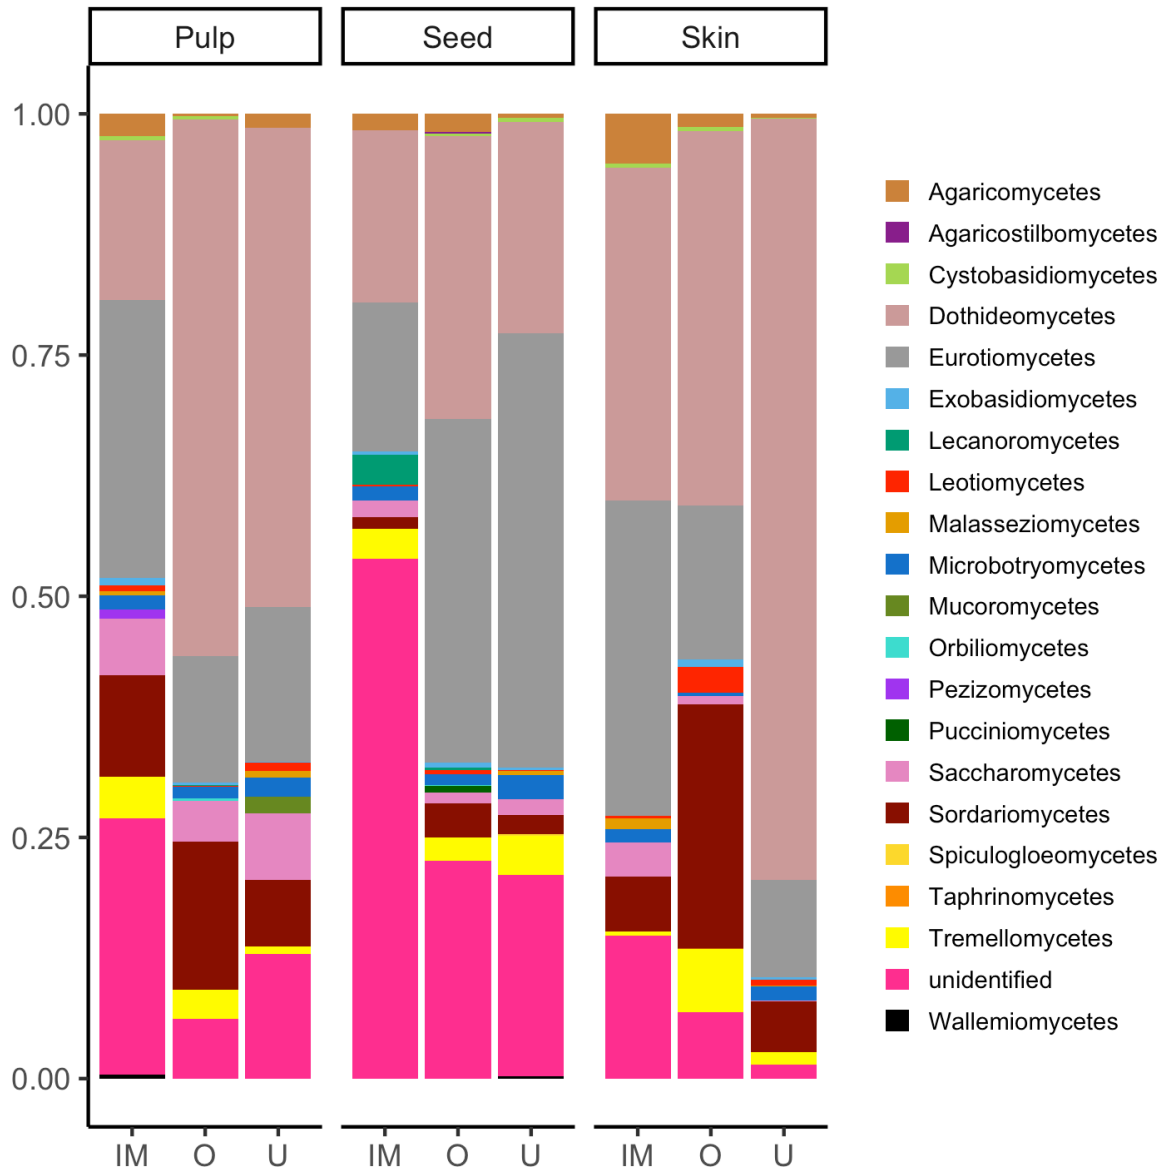 Pulp Seed Skin
1.00
0.75
0.50
0.25
0.00
IM O U IM O U IM O U
Agaricomycetes
Agaricostilbomycetes
Cystobasidiomycetes
Dothideomycetes
Eurotiomycetes
Exobasidiomycetes
Lecanoromycetes
Leotiomycetes
Malasseziomycetes
Microbotryomycetes
Mucoromycetes
Orbiliomycetes
Pezizomycetes
Pucciniomycetes
Saccharomycetes
Sordariomycetes
Spiculogloeomycetes
Taphrinomycetes
Tremellomycetes
unidentified
Wallemiomycetes